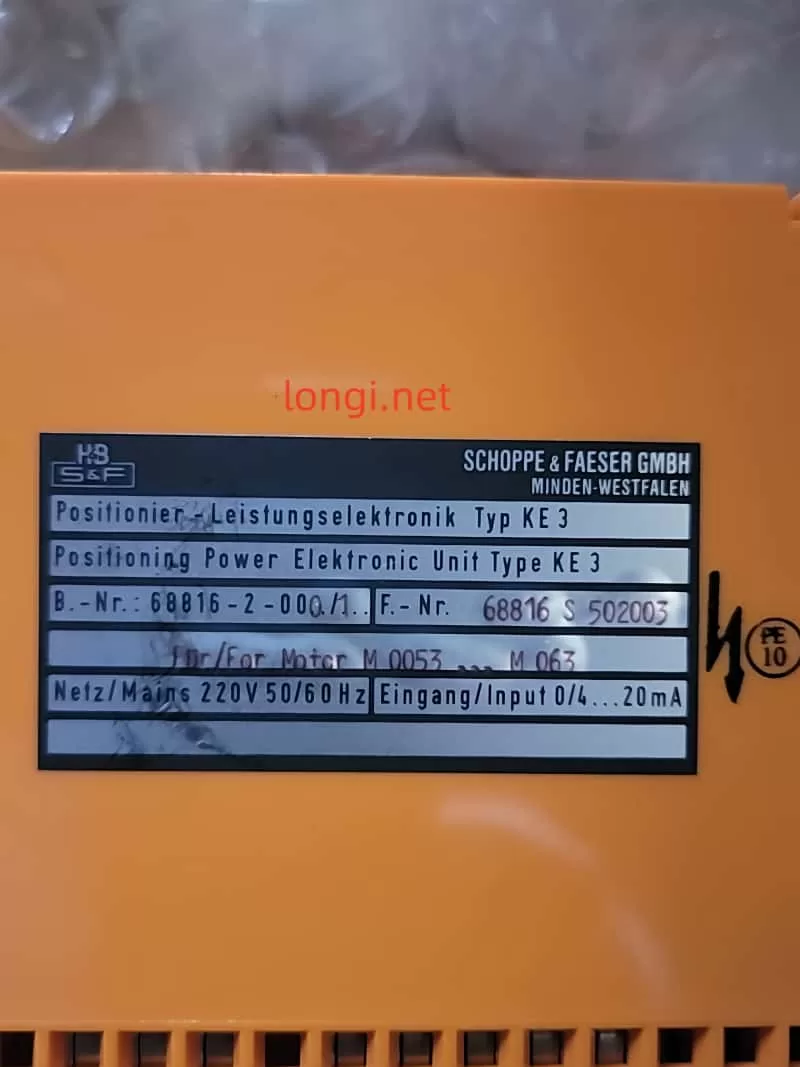 longi.net
H&B
S&F
SCHOPPE & FAESER GMBH
MINDEN-WESTFALEN
Positionier-Leistungselektronik Typ KE 3
Positioning Power Elektronic Unit Type KE 3
B.-Nr.: 68816-2-000/1.. F.-Nr. 68816 S 502003
für/For Motor M 0053 ... M 063
Netz/Mains 220V 50/60Hz Eingang/Input 0/4...20mA
PE
10